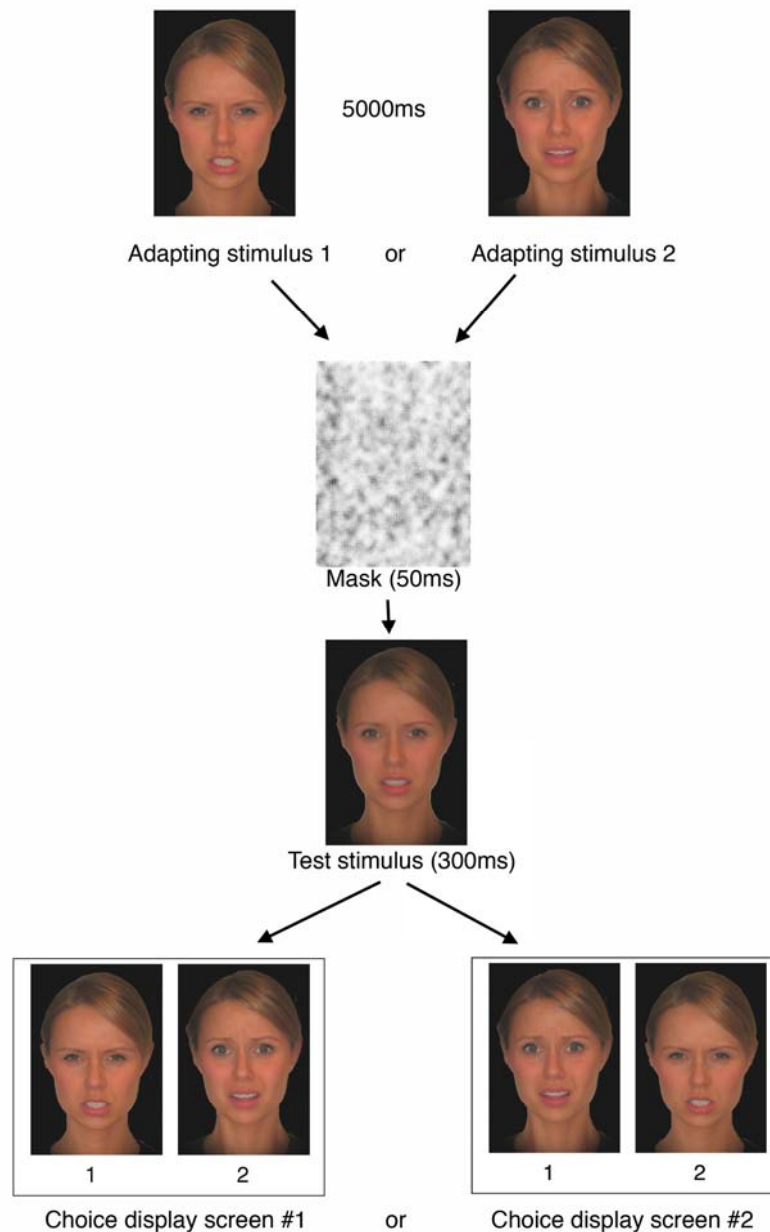 5000ms
Adapting stimulus 1 or Adapting stimulus 2
Mask (50ms)
Test stimulus (300ms)
1 2 1 2
Choice display screen #1 or Choice display screen #2